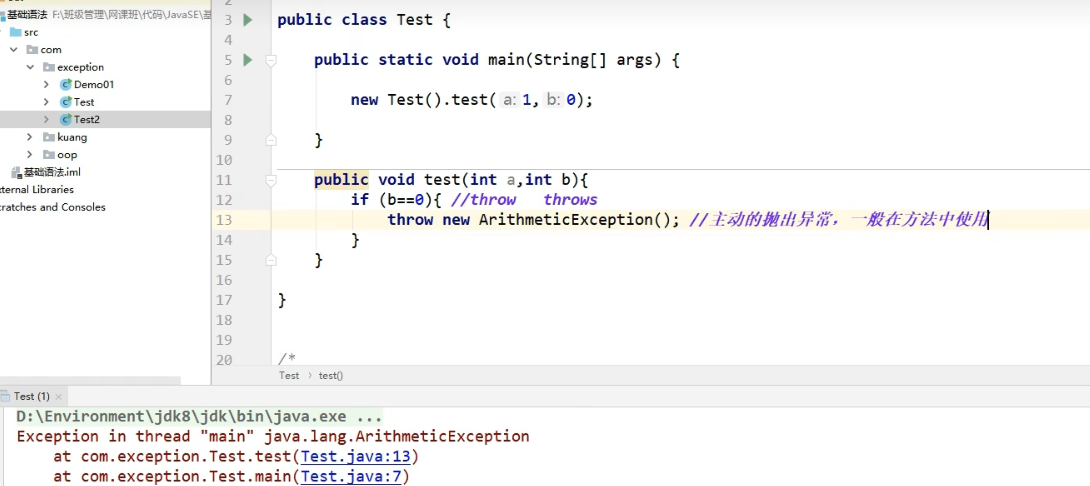 基础语法 F:\班级管理\网课班\代码\JavaSE\基
src
com
exception
Demo01
Test
Test2
kuang
oop
基础语法.iml
ternal Libraries
cratches and Consoles
2
3 public class Test {
4
5 public static void main(String[] args) {
6
7 new Test().test( a: 1, b: 0);
8
9 }
10
11 public void test(int a,int b){
12 if (b==0){ //throw throws
13 throw new ArithmeticException(); //主动的抛出异常，一般在方法中使用
14 }
15 }
16
17 }
18
19
20 /*
Test › test()
Test (1) ×
D:\Environment\jdk8\jdk\bin\java.exe ...
Exception in thread "main" java.lang.ArithmeticException
at com.exception.Test.test(Test.java:13)
at com.exception.Test.main(Test.java:7)